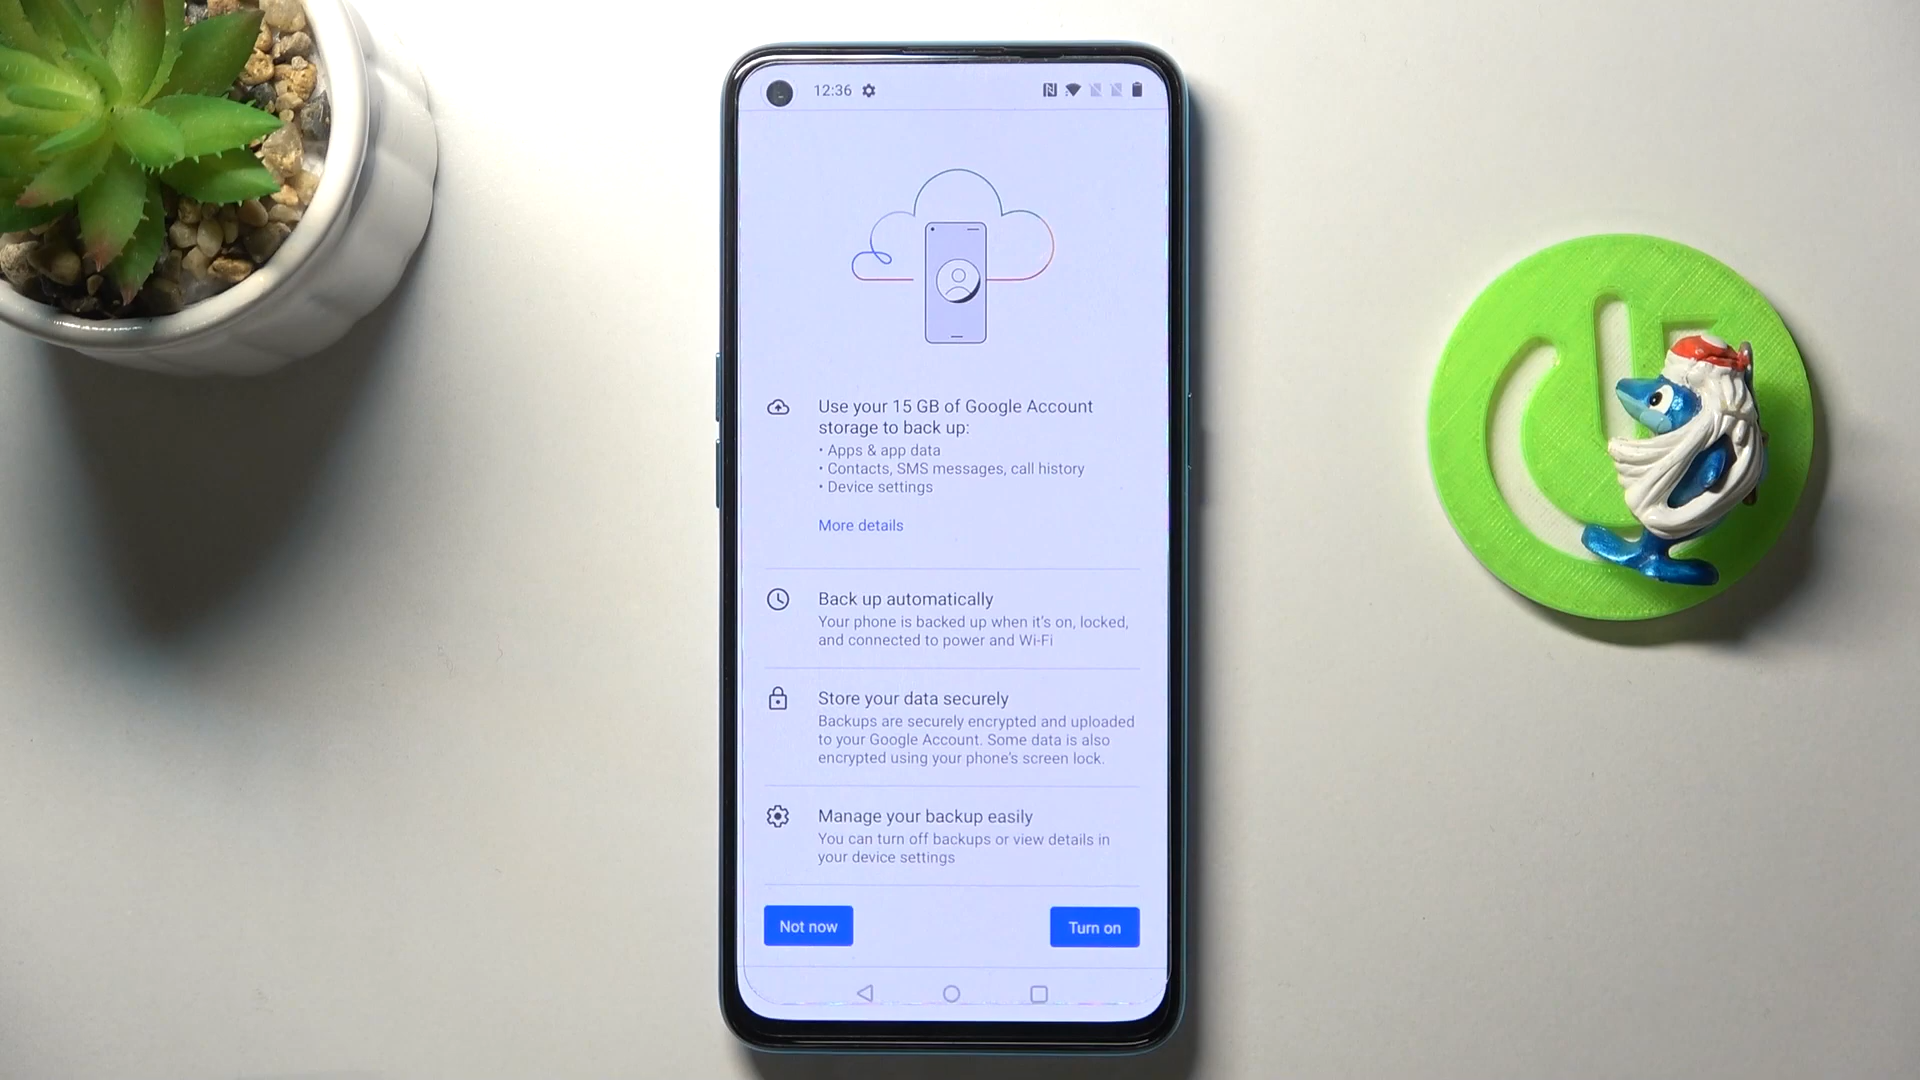 12:36
Use your 15 GB of Google Account
storage to back up:
• Apps & app data
• Contacts, SMS messages, call history
• Device settings
More details
Back up automatically
Your phone is backed up when it's on, locked,
and connected to power and Wi-Fi
Store your data securely
Backups are securely encrypted and uploaded
to your Google Account. Some data is also
encrypted using your phone's screen lock.
Manage your backup easily
You can turn off backups or view details in
your device settings
Not now
Turn on